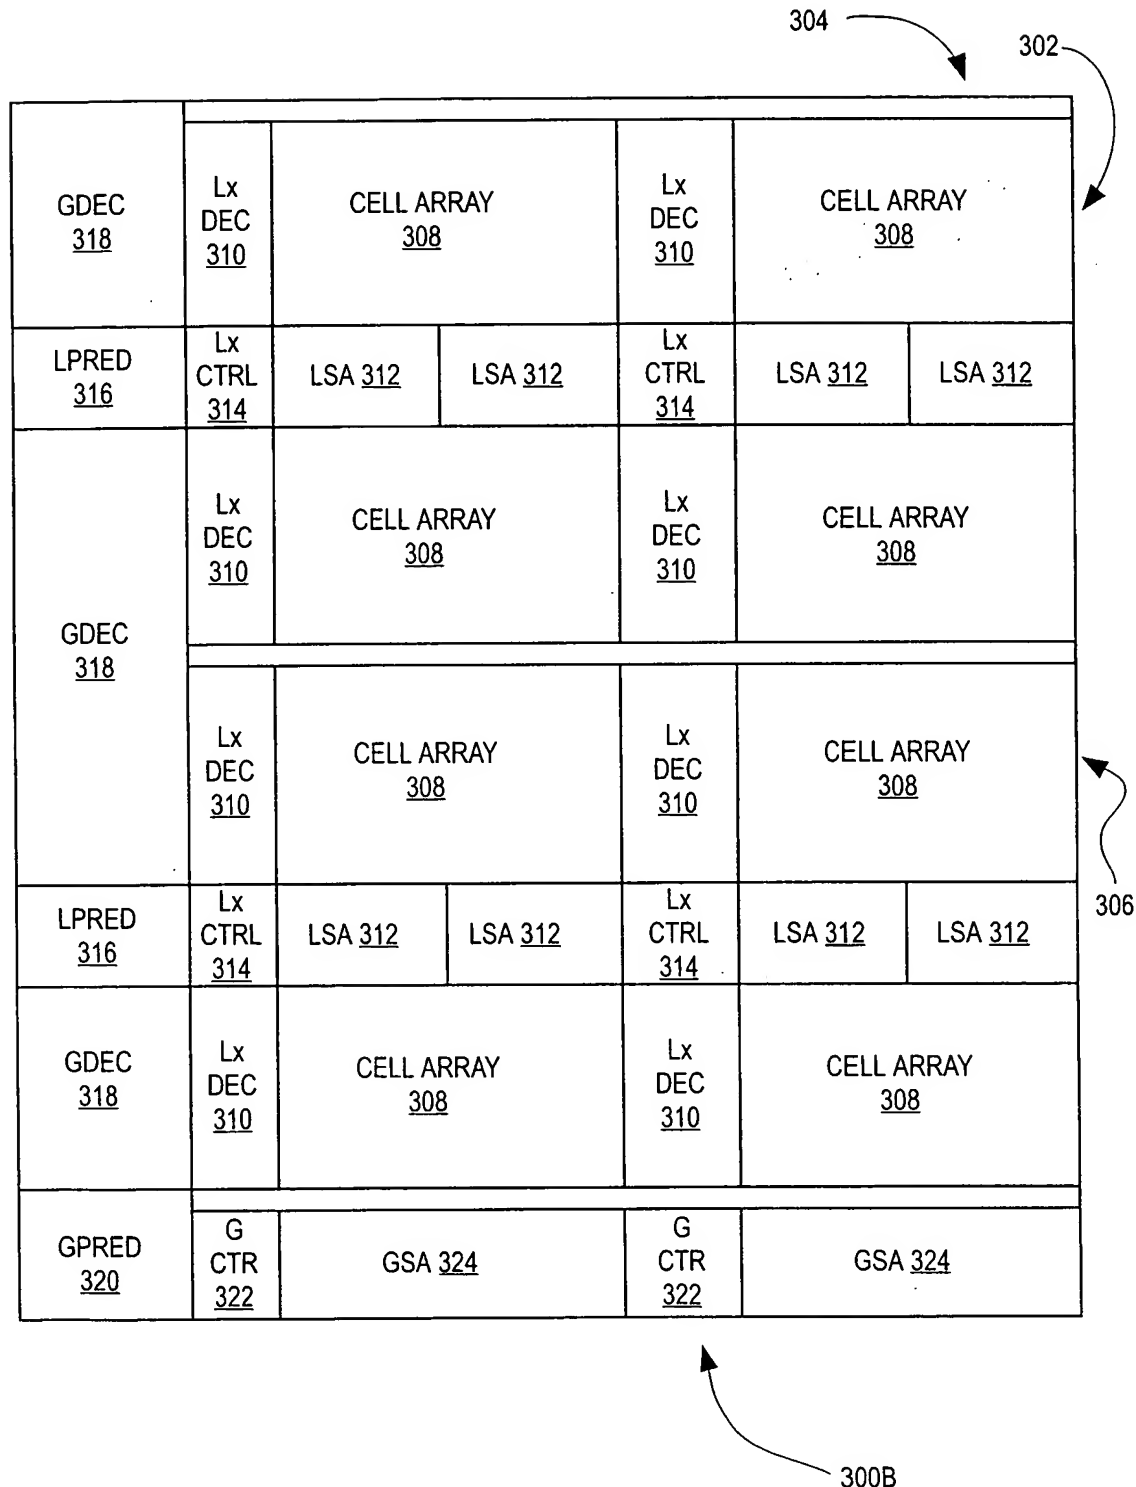 304
302
GDEC
318
Lx
DEC
310
CELL ARRAY
308
Lx
DEC
310
CELL ARRAY
308
LPRED
316
Lx
CTRL
314
LSA 312
LSA 312
Lx
CTRL
314
LSA 312
LSA 312
GDEC
318
Lx
DEC
310
CELL ARRAY
308
Lx
DEC
310
CELL ARRAY
308
Lx
DEC
310
CELL ARRAY
308
Lx
DEC
310
CELL ARRAY
308
306
LPRED
316
Lx
CTRL
314
LSA 312
LSA 312
Lx
CTRL
314
LSA 312
LSA 312
GDEC
318
Lx
DEC
310
CELL ARRAY
308
Lx
DEC
310
CELL ARRAY
308
GPRED
320
G
CTR
322
GSA 324
G
CTR
322
GSA 324
300B